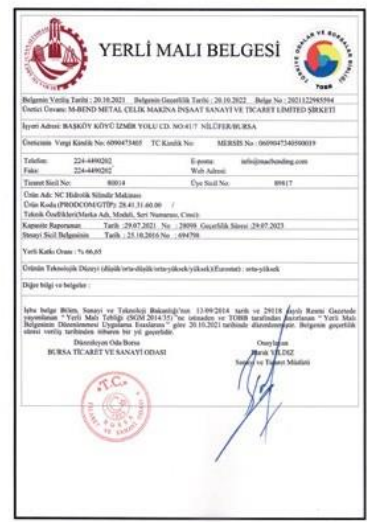 YERLİ MALI BELGESİ
Belgenin Veriliş Tarihi : 20.10.2021 Belgenin Geçerlilik Tarihi : 20.10.2022 Belge No : 2021122985594
Üretici Ünvanı: M-BEND METAL ÇELİK MAKİNA İNŞAAT SANAYİ VE TİCARET LİMİTED ŞİRKETİ
İşyeri Adresi: BAŞKÖY KÖYÜ İZMİR YOLU CD. NO:41/7 NİLÜFER/BURSA
Üreticinin Vergi Kimlik No: 6090473405 TC Kimlik No: MERSİS No :
Telefon: 224-4490202 E-posta: info@macbending.com
Faks: 224-4490202 Web Adresi:
Ticaret Sicil No: 80014 Üye Sicil No: 89817
Ürün Adı: NC Hidrolik Silindir Makinası
Ürün Kodu (PRODCOM/GTİP): 28.41.31.60.00 /
Teknik Özellikleri(Marka Adı, Modeli, Seri Numarası, Cinsi):
Kapasite Raporunun Tarih :29.07.2021 No : 28098 Geçerlilik Süresi :29.07.2023
Sanayi Sicil Belgesinin Tarih : 25.10.2016 No : 694798
Yerli Katkı Oranı : % 66,65
Ürünün Teknolojik Düzeyi (düşük/orta-düşük/orta-yüksek/yüksek)(Eurostat) : orta-yüksek
Diğer bilgi ve belgeler :
İşbu belge Bilim, Sanayi ve Teknoloji Bakanlığı'nın 13/09/2014 tarih ve 29118 sayılı Resmi Gazetede
yayımlanan " Yerli Malı Tebliği (SGM 2014/35)"ne istinaden ve TOBB tarafından hazırlanan " Yerli Malı
Belgesinin Düzenlenmesi Uygulama Esaslarına " göre 20.10.2021 tarihinde düzenlenmiştir. Belgenin geçerlilik
süresi veriliş tarihinden itibaren bir yıl geçerlidir.
Düzenleyen Oda/Borsa Onaylayan
BURSA TİCARET VE SANAYİ ODASI Burak YILDIZ
Sanayi ve Ticaret Müdürü
T.C.